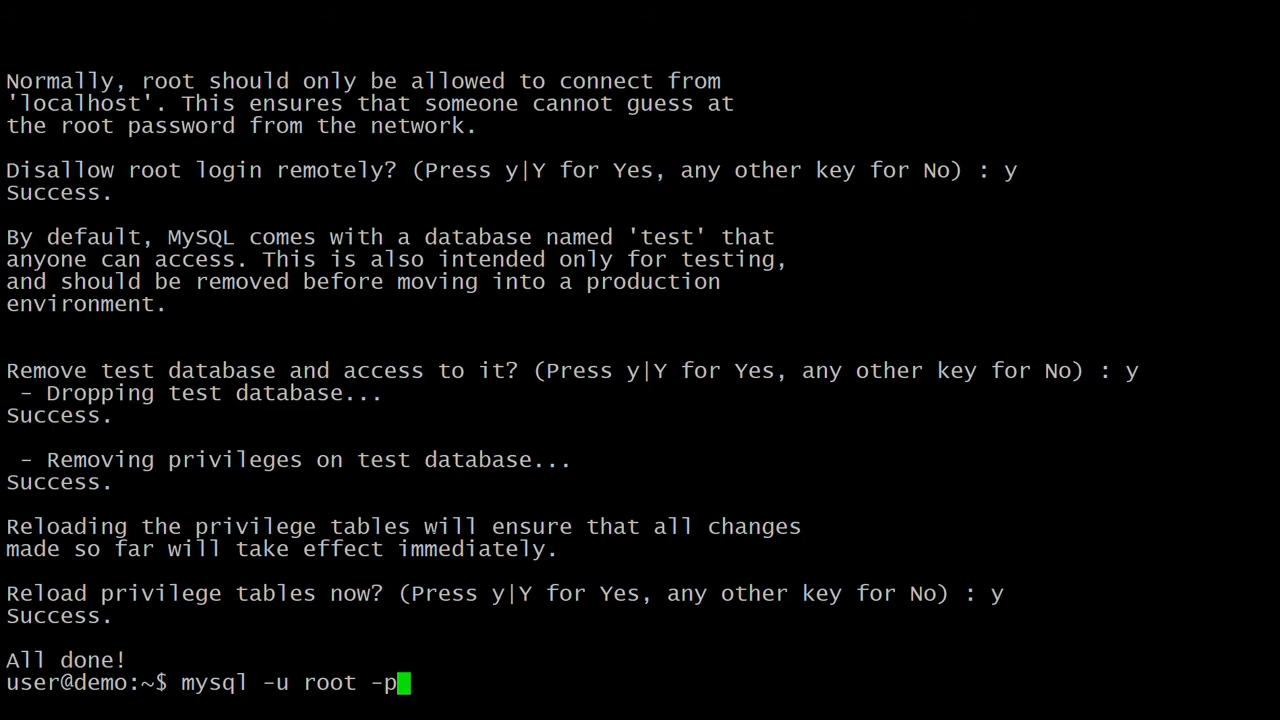 Normally, root should only be allowed to connect from
'localhost'. This ensures that someone cannot guess at
the root password from the network.
Disallow root login remotely? (Press y|Y for Yes, any other key for No) : y
Success.
By default, MySQL comes with a database named 'test' that
anyone can access. This is also intended only for testing,
and should be removed before moving into a production
environment.
Remove test database and access to it? (Press y|Y for Yes, any other key for No) : y
 - Dropping test database...
Success.
 - Removing privileges on test database...
Success.
Reloading the privilege tables will ensure that all changes
made so far will take effect immediately.
Reload privilege tables now? (Press y|Y for Yes, any other key for No) : y
Success.
All done!
user@demo:~$ mysql -u root -p